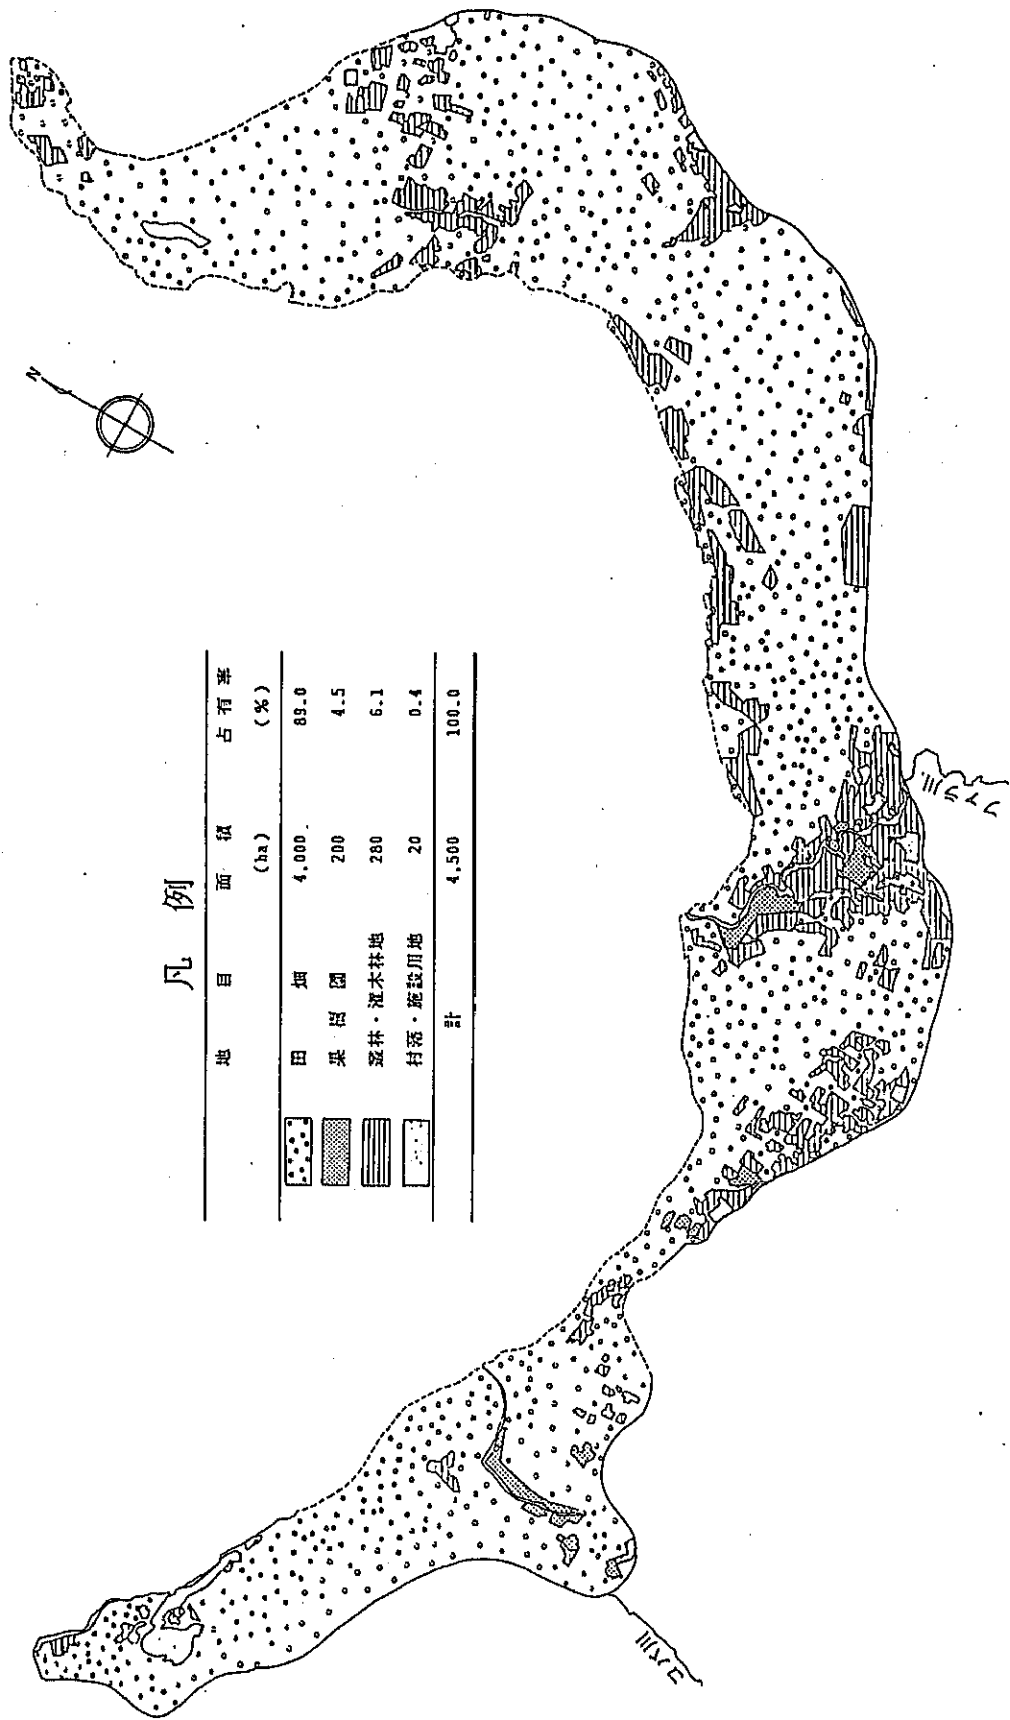 凡例
地目 面積 占有率
(ha) (%)
田畑 4,000 89.0
果樹園 200 4.5
叢林・灌木林地 280 6.1
村落・施設用地 20 0.4
計 4,500 100.0
N